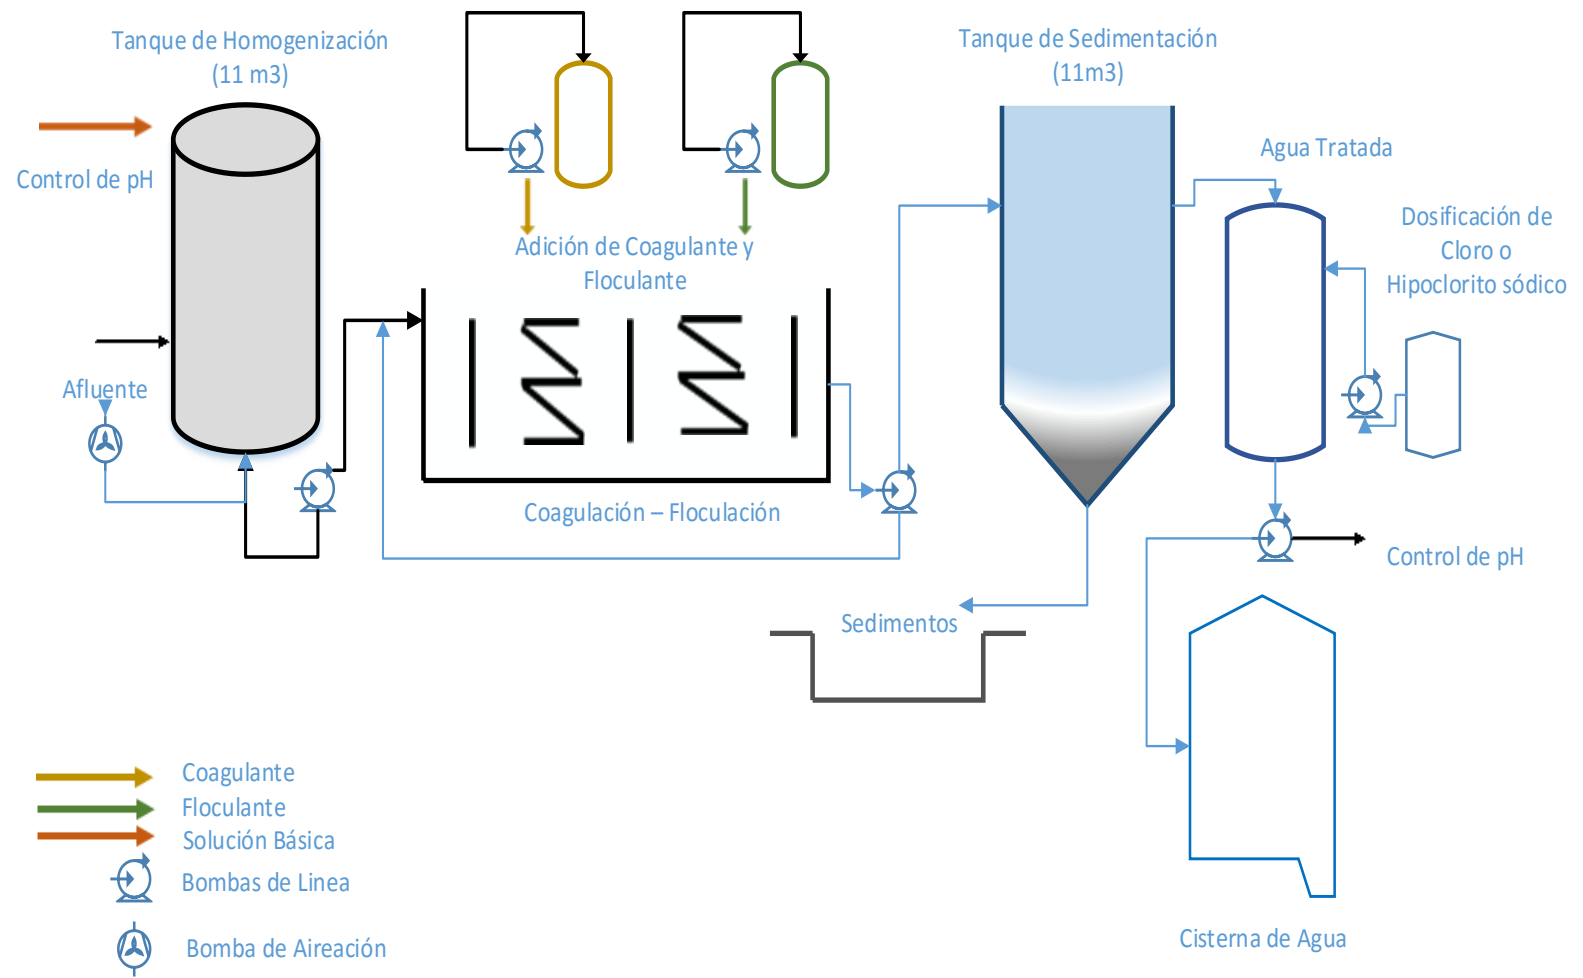 Tanque de Homogenización
(11 m3)
Control de pH
Afluente
Adición de Coagulante y
Floculante
Coagulación – Floculación
Tanque de Sedimentación
(11m3)
Agua Tratada
Dosificación de
Cloro o
Hipoclorito sódico
Control de pH
Sedimentos
Cisterna de Agua
Coagulante
Floculante
Solución Básica
Bombas de Linea
Bomba de Aireación